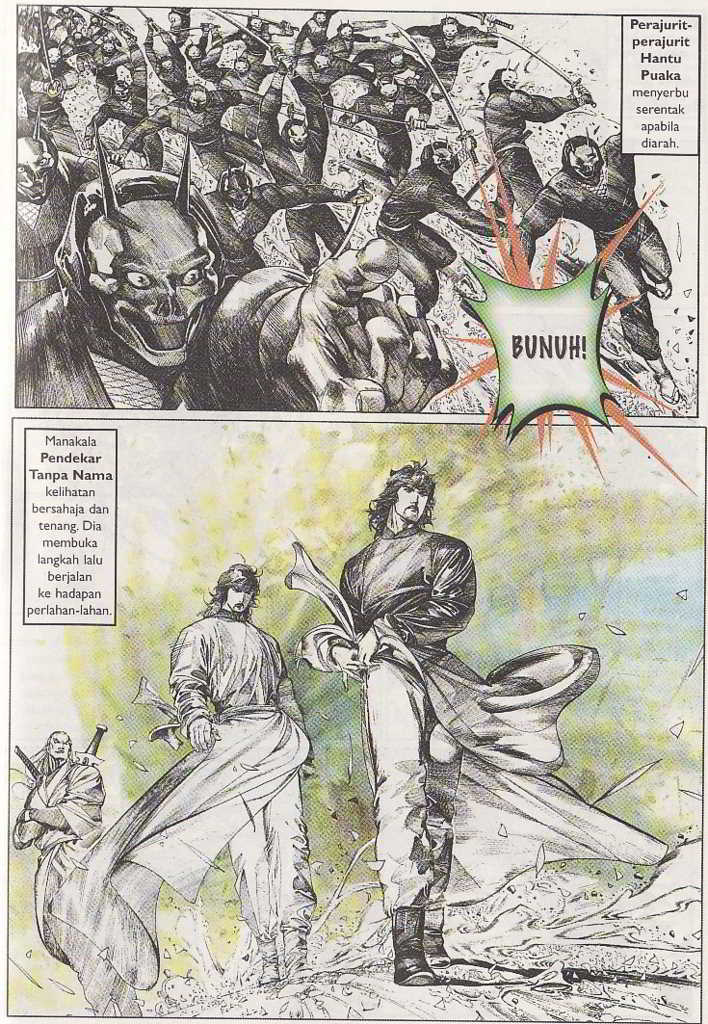 Perajurit-
perajurit
Hantu
Puaka
menyerbu
serentak
apabila
diarah.
BUNUH!
Manakala
Pendekar
Tanpa Nama
kelihatan
bersahaja dan
tenang. Dia
membuka
langkah lalu
berjalan
ke hadapan
perlahan-lahan.